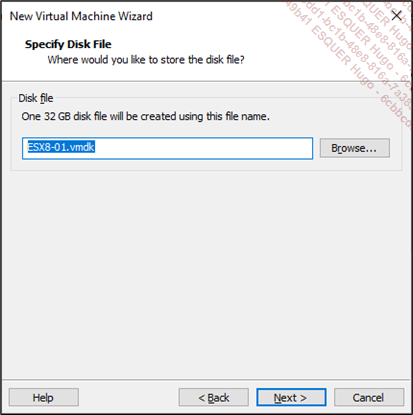 New Virtual Machine Wizard
Specify Disk File
Where would you like to store the disk file?
Disk file
One 32 GB disk file will be created using this file name.
ESX8-01.vmdk
Browse...
Help
< Back
Next >
Cancel
49b41 ESQUER Hugo - 6cbbcd